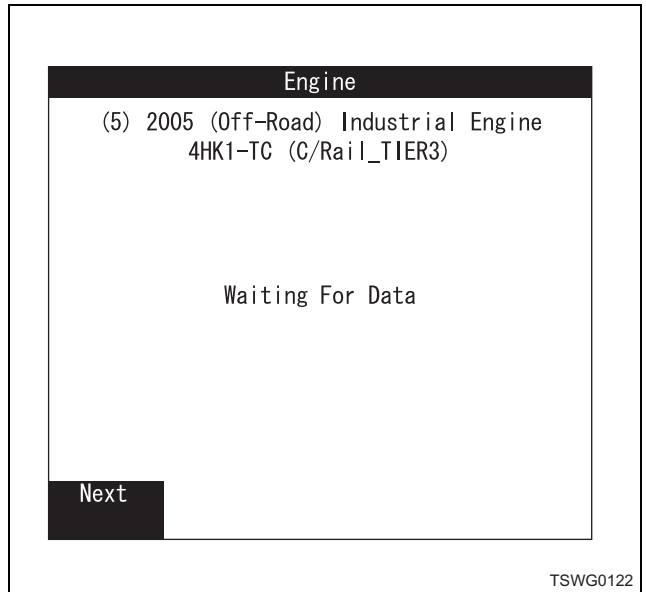 Engine
(5) 2005 (Off-Road) Industrial Engine
4HK1-TC (C/Rail_TIER3)
Waiting For Data
Next
TSWG0122